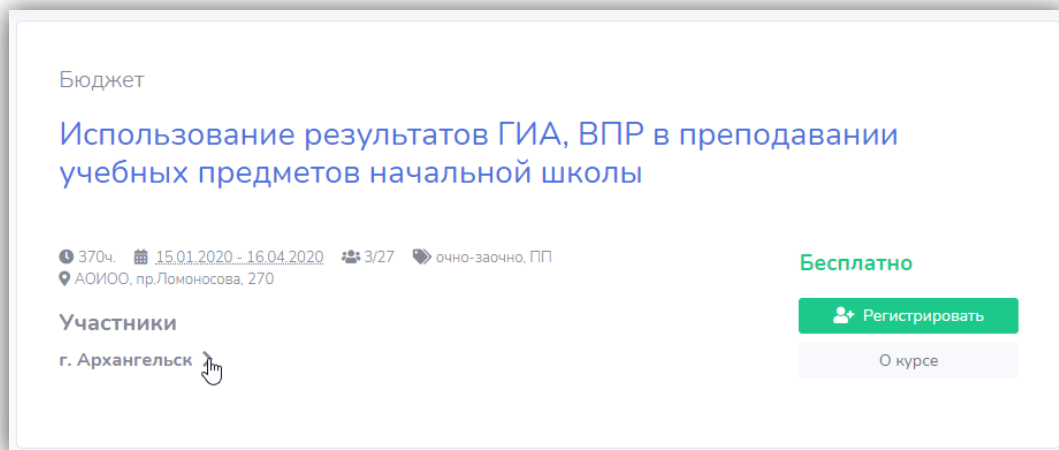 Бюджет
Использование результатов ГИА, ВПР в преподавании
учебных предметов начальной школы
370ч. 15.01.2020 - 16.04.2020 3/27 очно-заочно, ПП
АОИОО, пр.Ломоносова, 270
Бесплатно
Участники
Регистрировать
г. Архангельск
О курсе